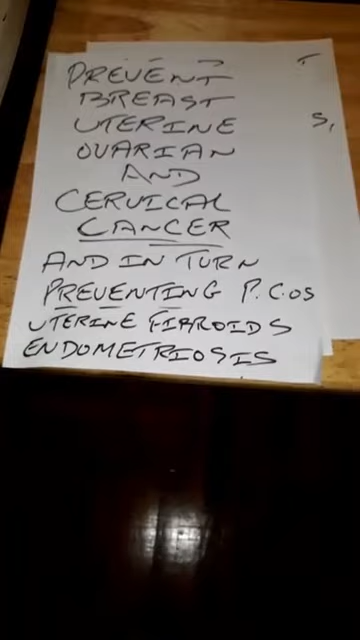 PREVENT
BREAST
UTERINE
S,
OVARIAN
AND
CERVICAL
CANCER
AND IN TURN
PREVENTING P.COS
UTERINE FIBROIDS
ENDOMETRIOSIS